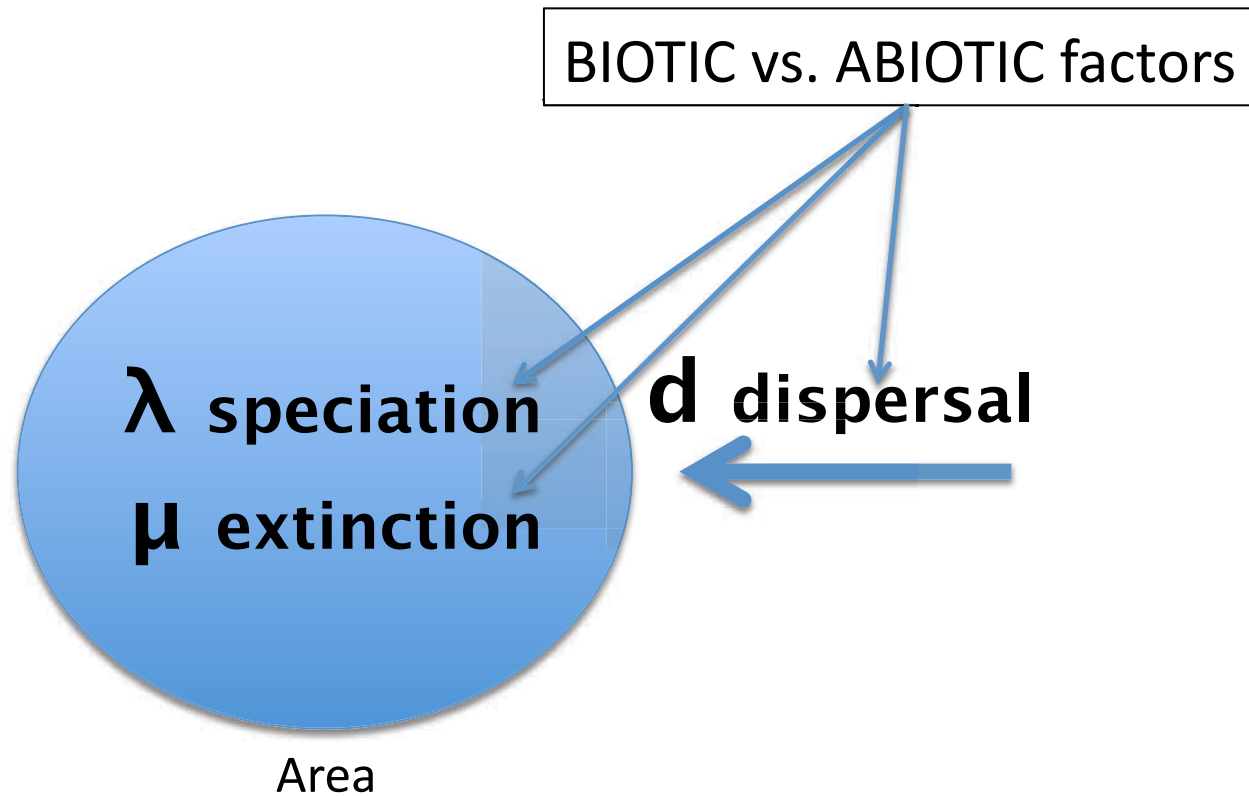 BIOTIC vs. ABIOTIC factors
λ speciation
d dispersal
μ extinction
Area